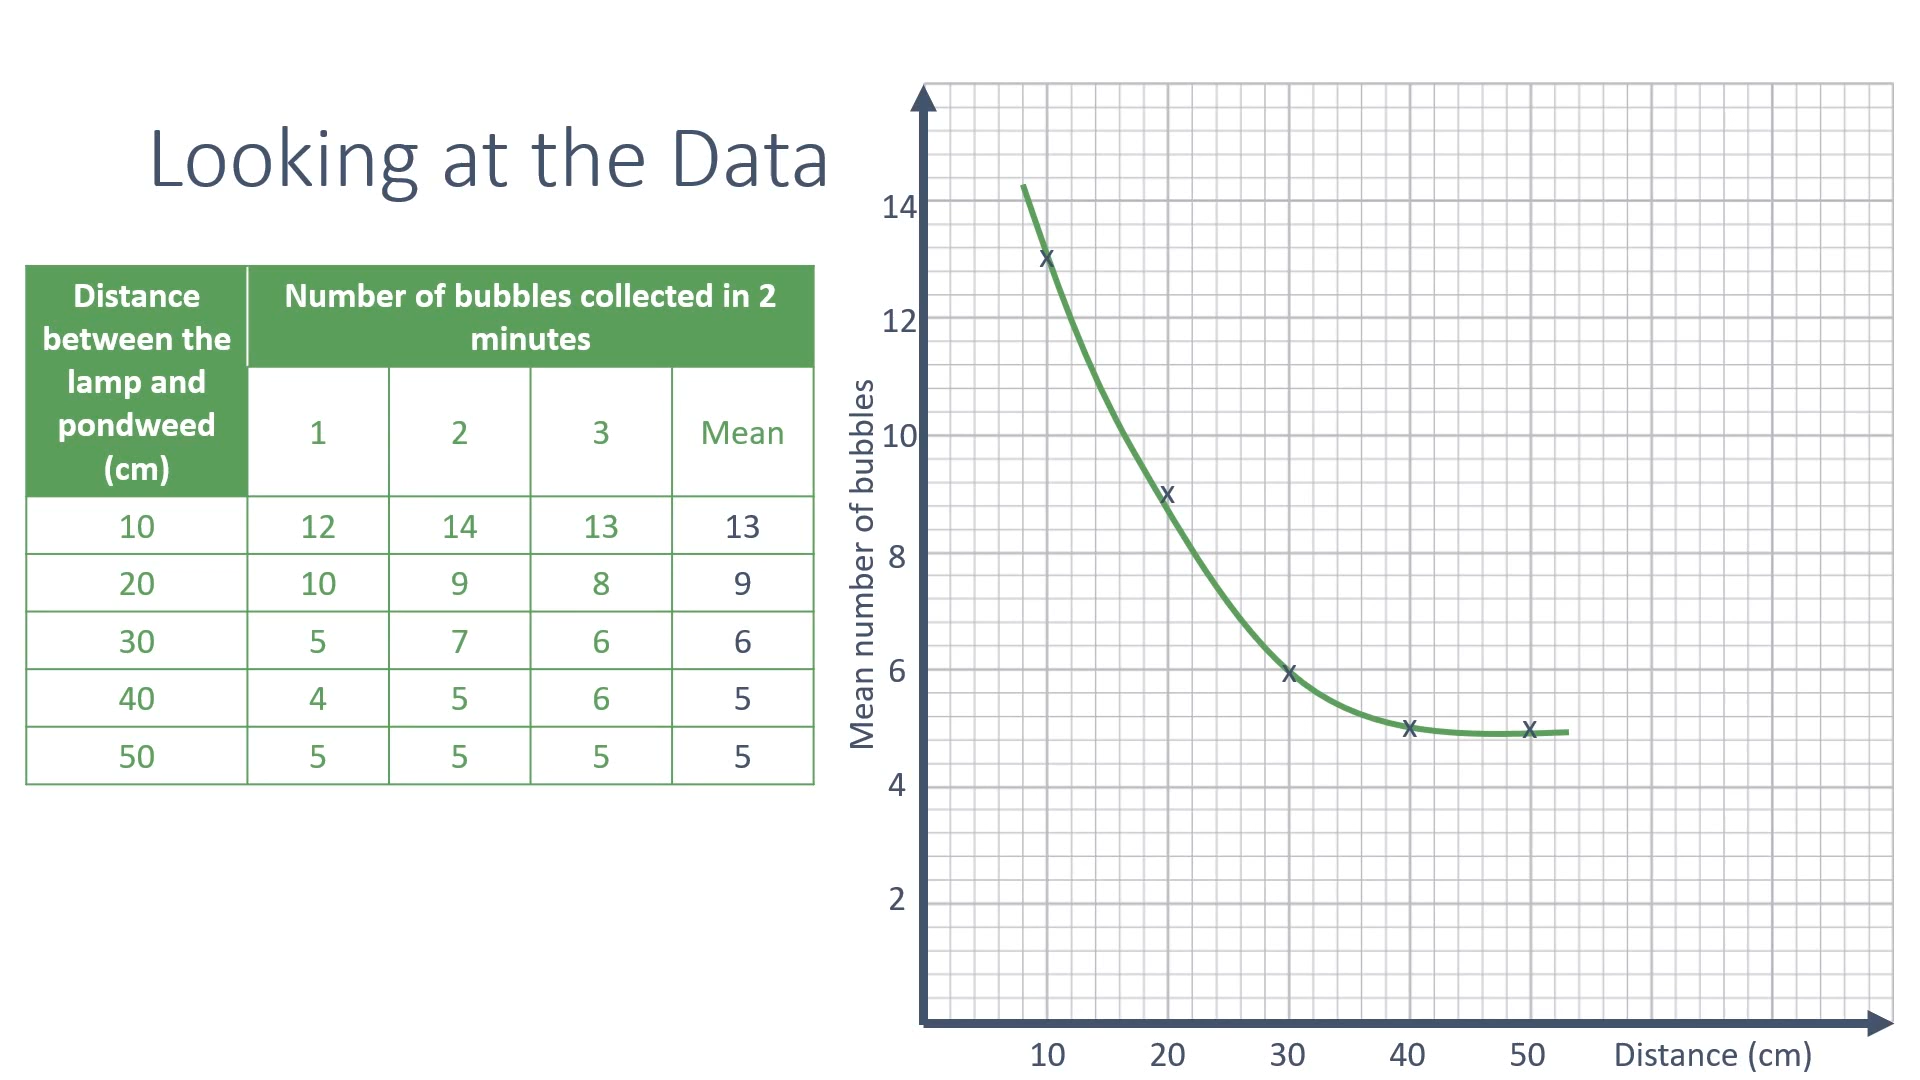 Looking at the Data
Distance
between the
lamp and
pondweed
(cm)
Number of bubbles collected in 2
minutes
1 2 3 Mean
10 12 14 13 13
20 10 9 8 9
30 5 7 6 6
40 4 5 6 5
50 5 5 5 5
Mean number of bubbles
14
12
10
8
6
4
2
x
x
x
x
x
10 20 30 40 50 Distance (cm)